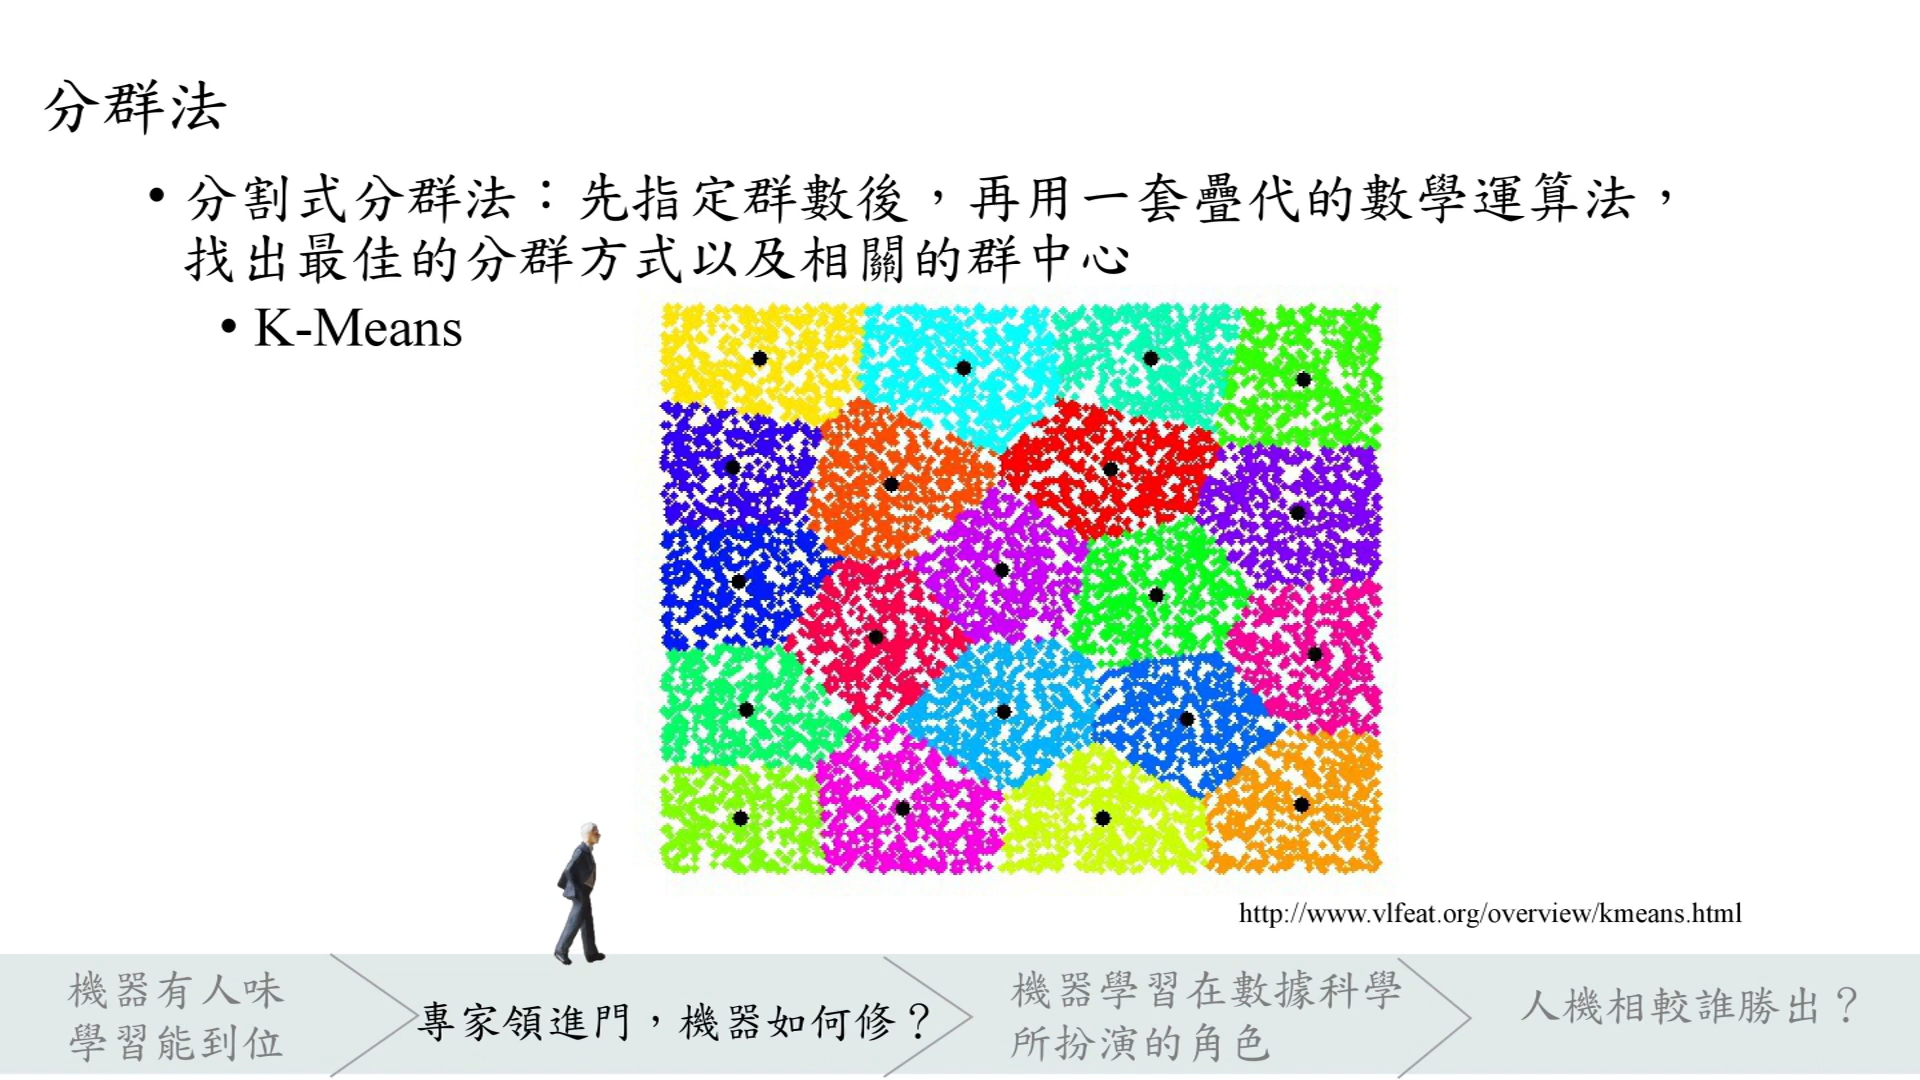 分群法
• 分割式分群法：先指定群數後，再用一套疊代的數學運算法，
找出最佳的分群方式以及相關的群中心
• K-Means
http://www.vlfeat.org/overview/kmeans.html
機器有人味
學習能到位
專家領進門，機器如何修？
機器學習在數據科學
所扮演的角色
人機相較誰勝出？